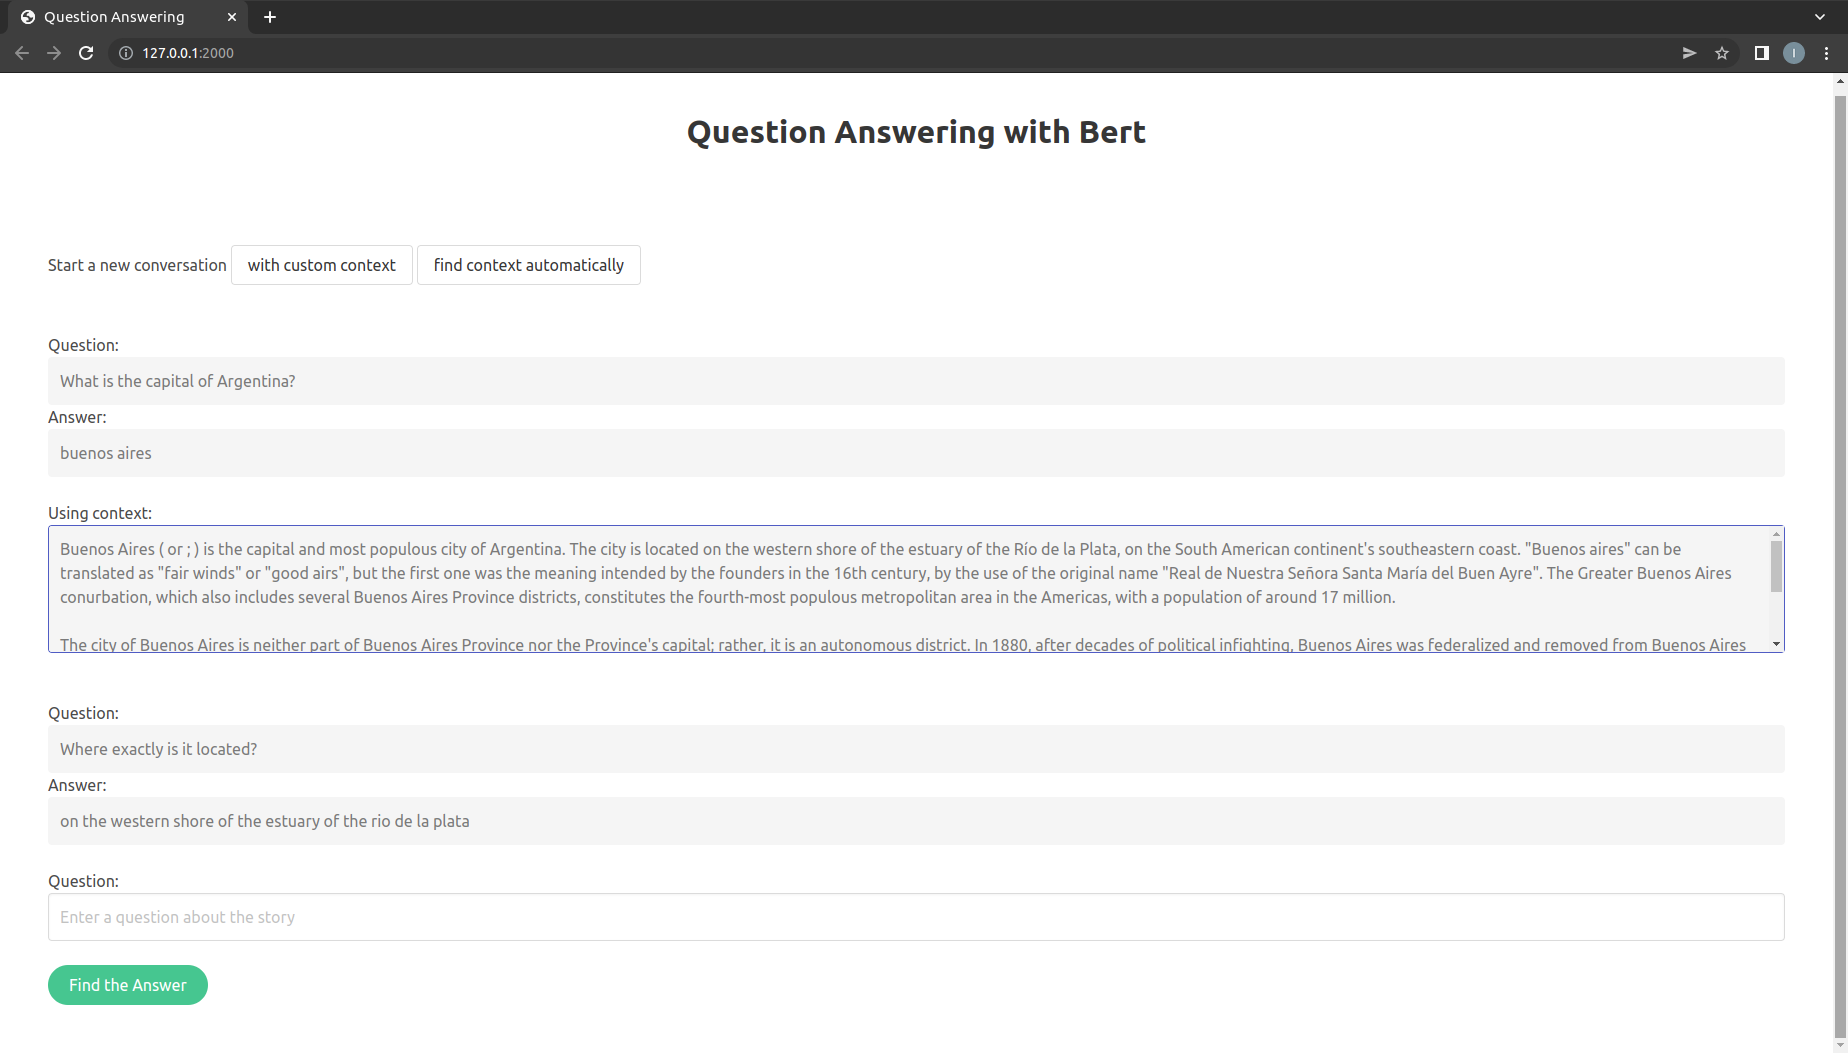 Question Answering
127.0.0.1:2000
I
Question Answering with Bert
Start a new conversation with custom context find context automatically
Question:
What is the capital of Argentina?
Answer:
buenos aires
Using context:
Buenos Aires ( or ; ) is the capital and most populous city of Argentina. The city is located on the western shore of the estuary of the Río de la Plata, on the South American continent's southeastern coast. "Buenos aires" can be
translated as "fair winds" or "good airs", but the first one was the meaning intended by the founders in the 16th century, by the use of the original name "Real de Nuestra Señora Santa María del Buen Ayre". The Greater Buenos Aires
conurbation, which also includes several Buenos Aires Province districts, constitutes the fourth-most populous metropolitan area in the Americas, with a population of around 17 million.
The city of Buenos Aires is neither part of Buenos Aires Province nor the Province's capital; rather, it is an autonomous district. In 1880, after decades of political infighting, Buenos Aires was federalized and removed from Buenos Aires
Question:
Where exactly is it located?
Answer:
on the western shore of the estuary of the rio de la plata
Question:
Enter a question about the story
Find the Answer